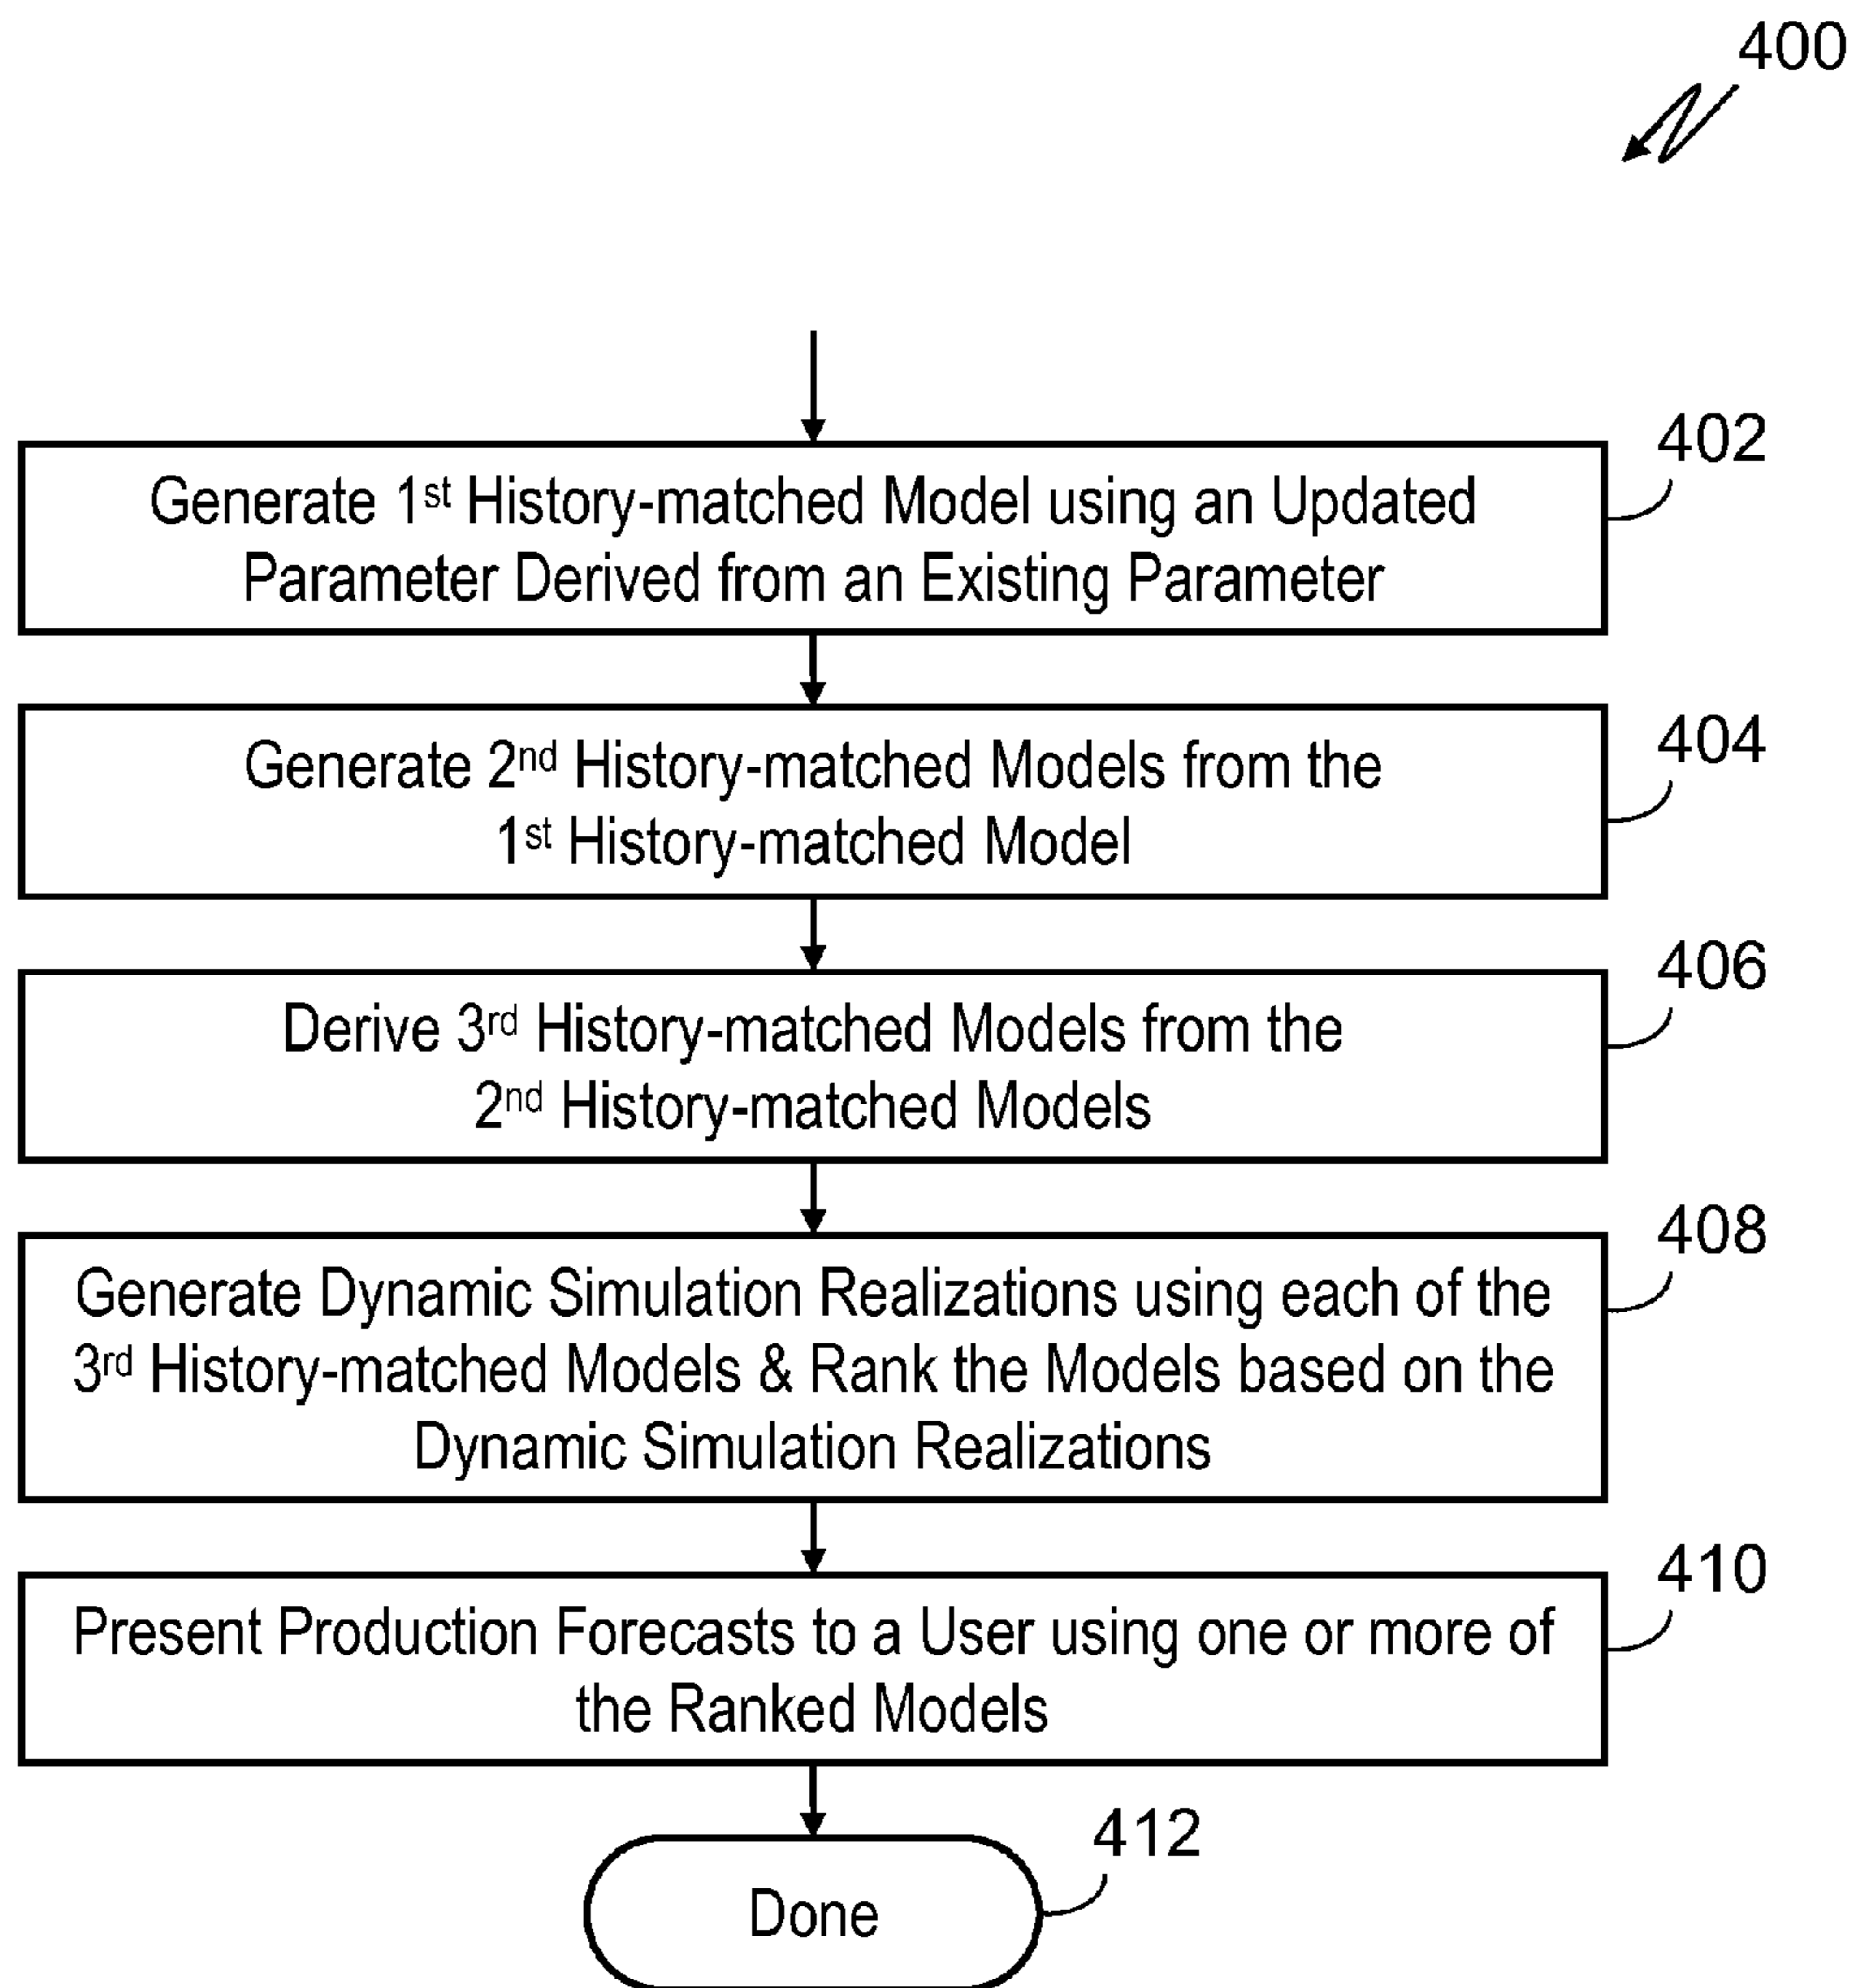 400
402
Generate 1st History-matched Model using an Updated
Parameter Derived from an Existing Parameter
404
Generate 2nd History-matched Models from the
1st History-matched Model
406
Derive 3rd History-matched Models from the
2nd History-matched Models
408
Generate Dynamic Simulation Realizations using each of the
3rd History-matched Models & Rank the Models based on the
Dynamic Simulation Realizations
410
Present Production Forecasts to a User using one or more of
the Ranked Models
412
Done